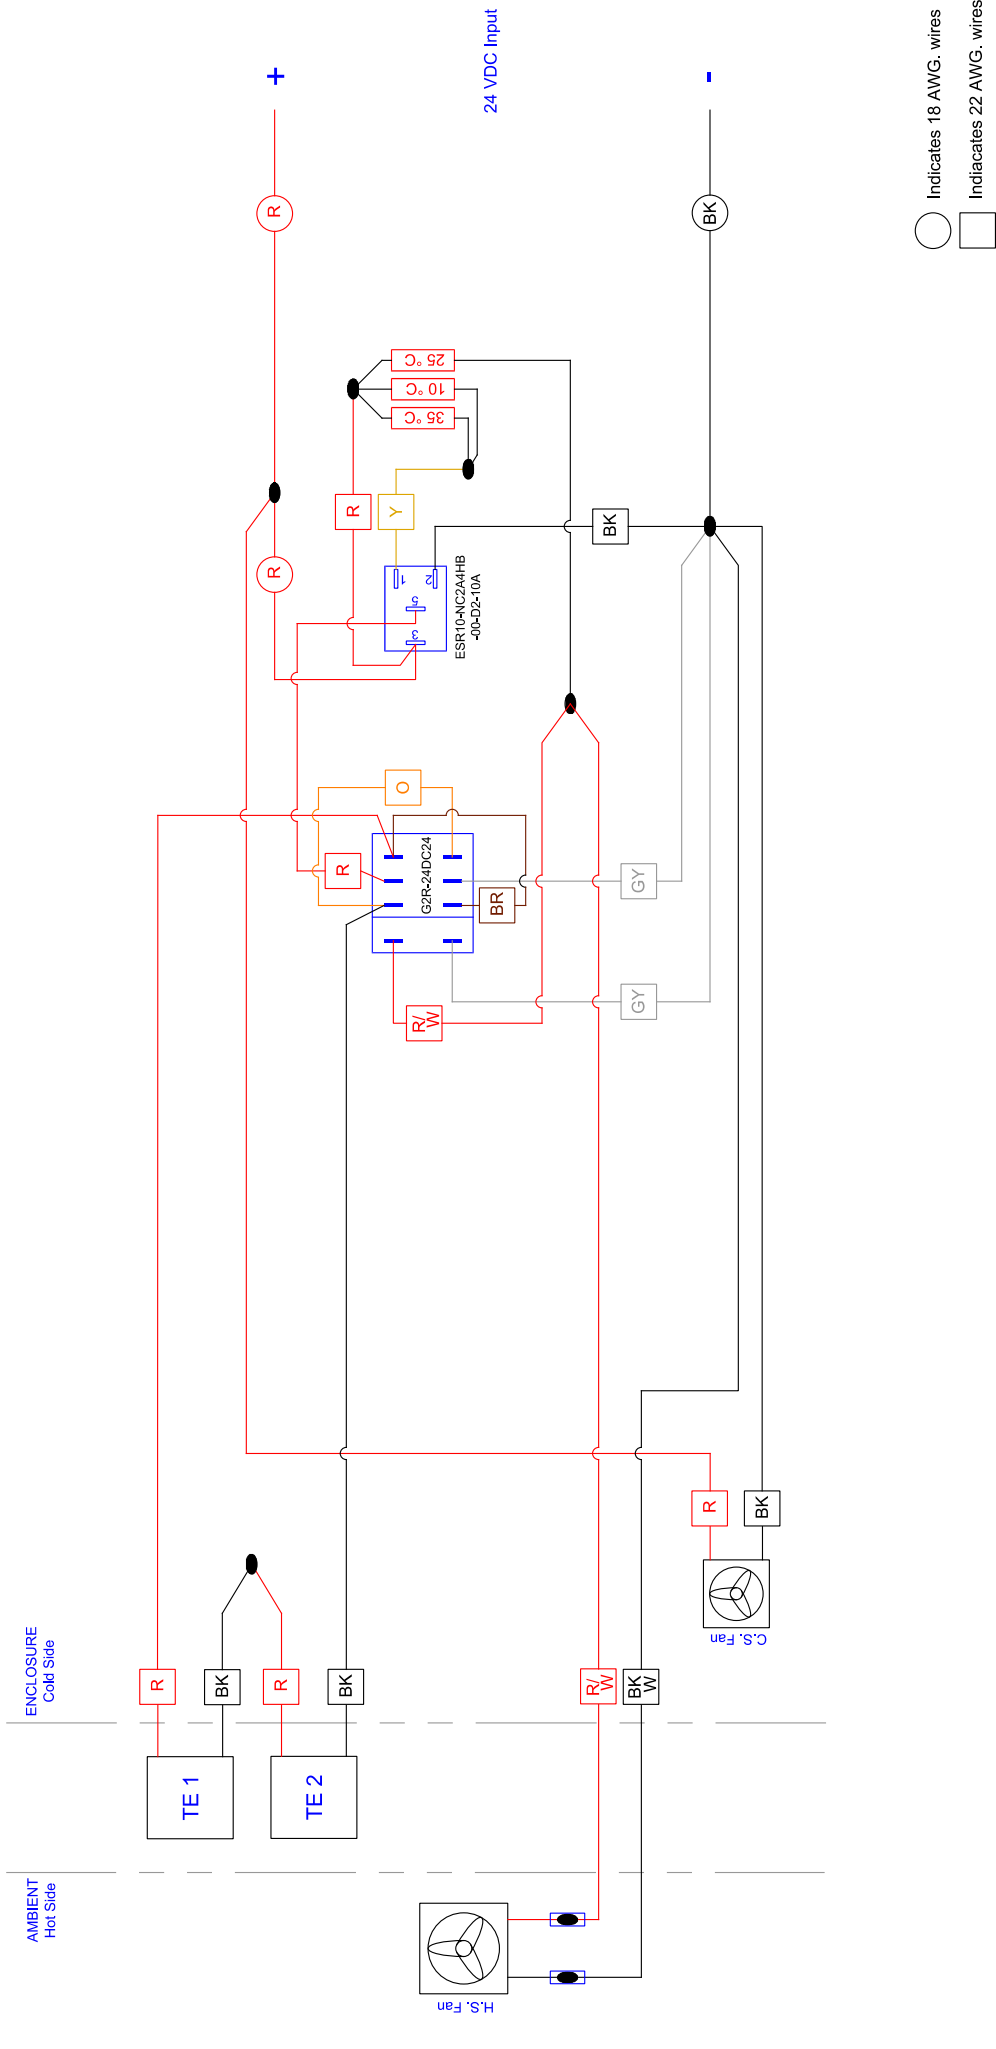 +
24 VDC Input
-
Indicates 18 AWG. wires
Indiacates 22 AWG. wires
R
BK
25 °C
10 °C
35 °C
R
Y
R
BK
1
2
5
3
ESR10-NC2A4HB
-00-D2-10A
O
R
G2R-24DC24
BR
GY
GY
R/
W
R
BK
C.S. Fan
ENCLOSURE
Cold Side
R
BK
R
BK
R/
W
BK
W
TE 1
TE 2
AMBIENT
Hot Side
H.S. Fan